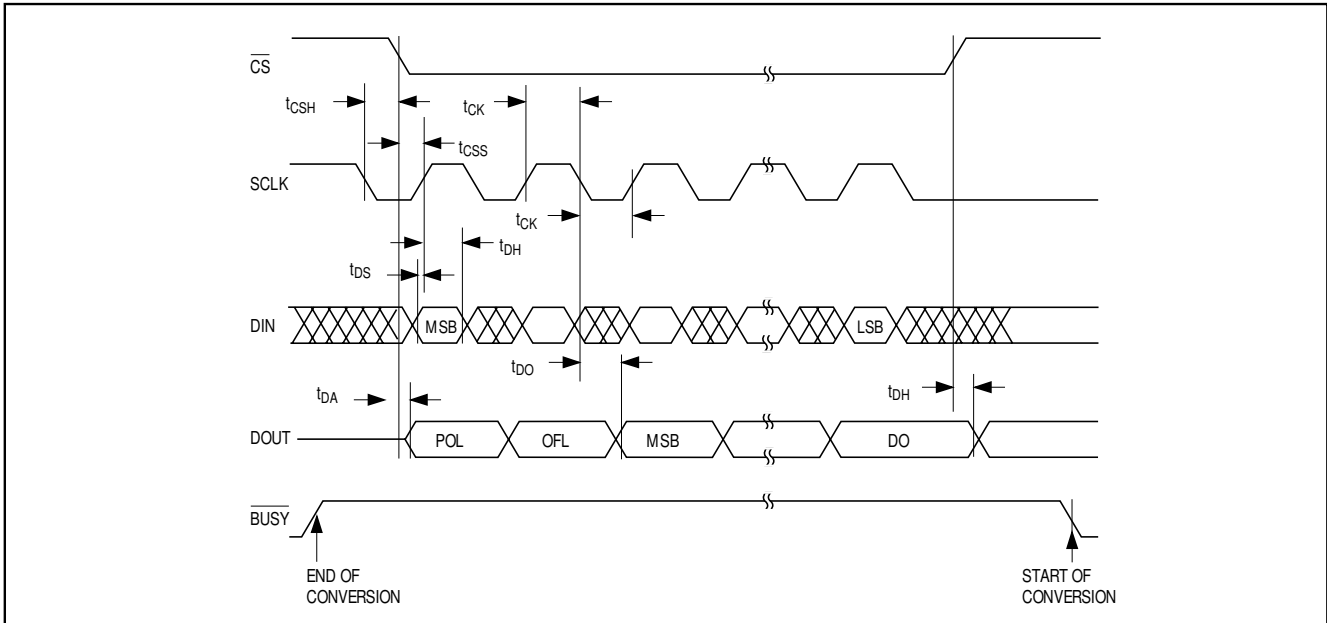 CS
tCSH
tCK
tCSS
SCLK
tCK
tDH
tDS
DIN
MSB
LSB
tDO
tDA
tDH
DOUT
POL
OFL
MSB
DO
BUSY
END OF
CONVERSION
START OF
CONVERSION